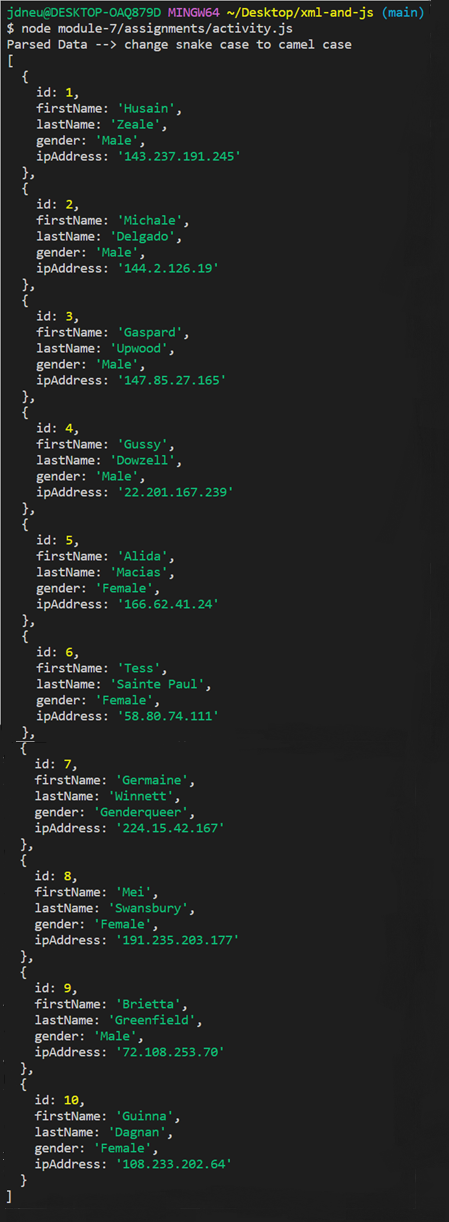 jdneu@DESKTOP-OAQ879D MINGW64 ~/Desktop/xml-and-js (main)
$ node module-7/assignments/activity.js
Parsed Data --> change snake case to camel case
[
  {
    id: 1,
    firstName: 'Husain',
    lastName: 'Zeale',
    gender: 'Male',
    ipAddress: '143.237.191.245'
  },
  {
    id: 2,
    firstName: 'Michale',
    lastName: 'Delgado',
    gender: 'Male',
    ipAddress: '144.2.126.19'
  },
  {
    id: 3,
    firstName: 'Gaspard',
    lastName: 'Upwood',
    gender: 'Male',
    ipAddress: '147.85.27.165'
  },
  {
    id: 4,
    firstName: 'Gussy',
    lastName: 'Dowzell',
    gender: 'Male',
    ipAddress: '22.201.167.239'
  },
  {
    id: 5,
    firstName: 'Alida',
    lastName: 'Macias',
    gender: 'Female',
    ipAddress: '166.62.41.24'
  },
  {
    id: 6,
    firstName: 'Tess',
    lastName: 'Sainte Paul',
    gender: 'Female',
    ipAddress: '58.80.74.111'
  },
  {
    id: 7,
    firstName: 'Germaine',
    lastName: 'Winnett',
    gender: 'Genderqueer',
    ipAddress: '224.15.42.167'
  },
  {
    id: 8,
    firstName: 'Mei',
    lastName: 'Swansbury',
    gender: 'Female',
    ipAddress: '191.235.203.177'
  },
  {
    id: 9,
    firstName: 'Brietta',
    lastName: 'Greenfield',
    gender: 'Male',
    ipAddress: '72.108.253.70'
  },
  {
    id: 10,
    firstName: 'Guinna',
    lastName: 'Dagnan',
    gender: 'Female',
    ipAddress: '108.233.202.64'
  }
]